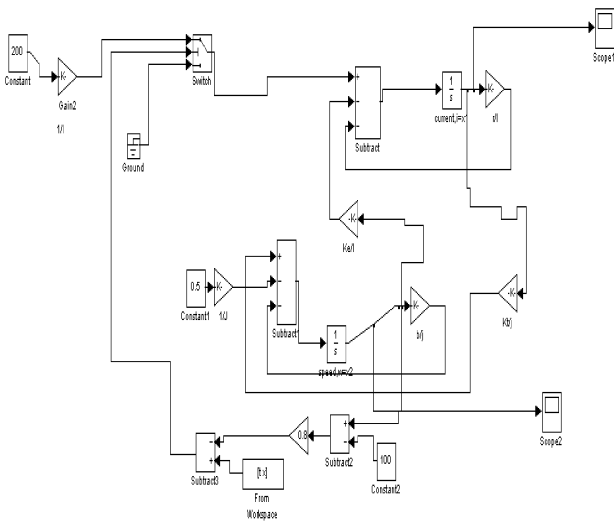 Scope1
200
Constant
K-
Gain2
1/l
Switch
Ground
+
−
−
Subtract
1
s
current,i=x1
K-
r/l
-K-
Ke/l
-K-
Kt/j
0.5
Constant1
K-
1/J
+
−
−
Subtract1
1
s
speed,w=x2
K-
b/j
Scope2
0.8
+
−
Subtract2
100
Constant2
−
+
Subtract3
[t x]
From
Workspace